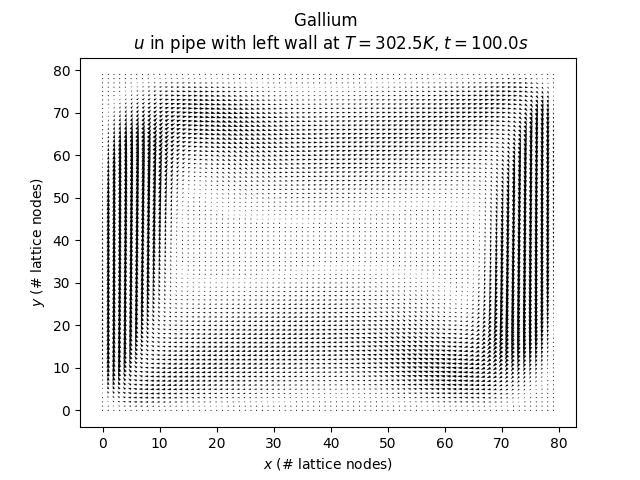 Gallium
u in pipe with left wall at T = 302.5K, t = 100.0s
80
70
60
50
40
30
20
10
0
y (# lattice nodes)
0 10 20 30 40 50 60 70 80
x (# lattice nodes)